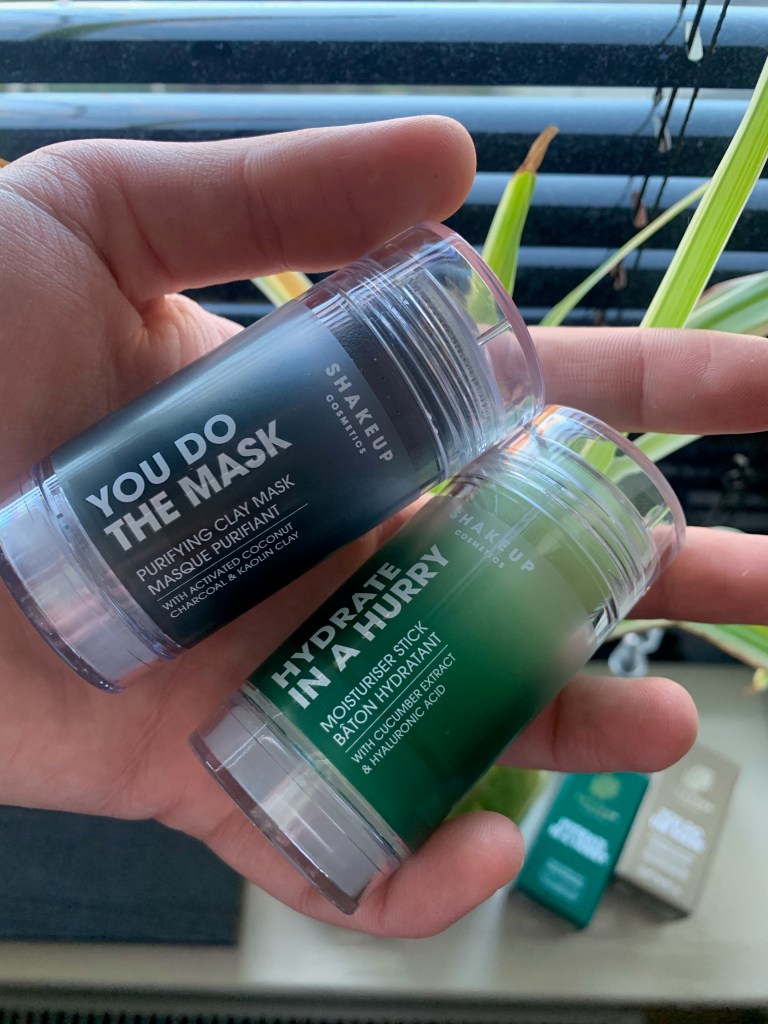 SHAKEUP
COSMETICS
YOU DO
THE MASK
PURIFYING CLAY MASK
MASQUE PURIFIANT
WITH ACTIVATED COCONUT
CHARCOAL & KAOLIN CLAY
SHAKEUP
COSMETICS
HYDRATE
IN A HURRY
MOISTURISER STICK
BÂTON HYDRATANT
WITH CUCUMBER EXTRACT
& HYALURONIC ACID